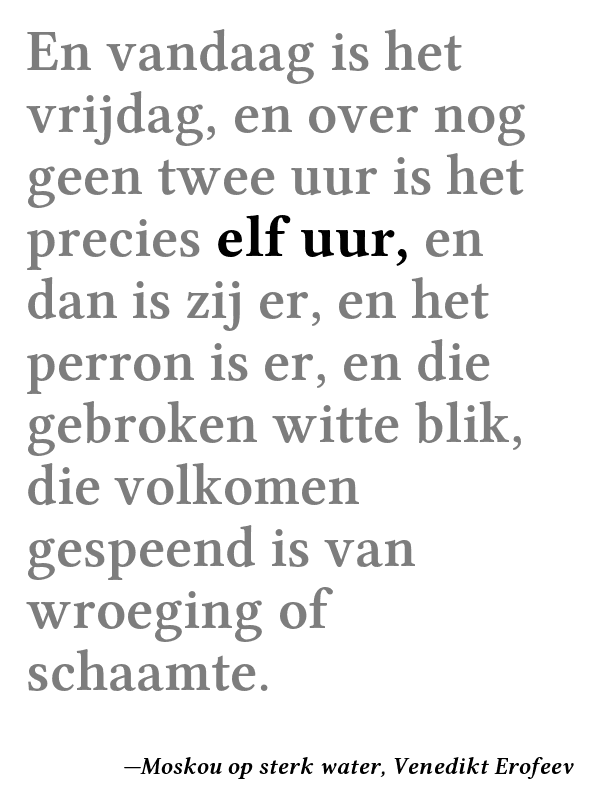 En vandaag is het
vrijdag, en over nog
geen twee uur is het
precies elf uur, en
dan is zij er, en het
perron is er, en die
gebroken witte blik,
die volkomen
gespeend is van
wroeging of
schaamte.
—Moskou op sterk water, Venedikt Erofeev